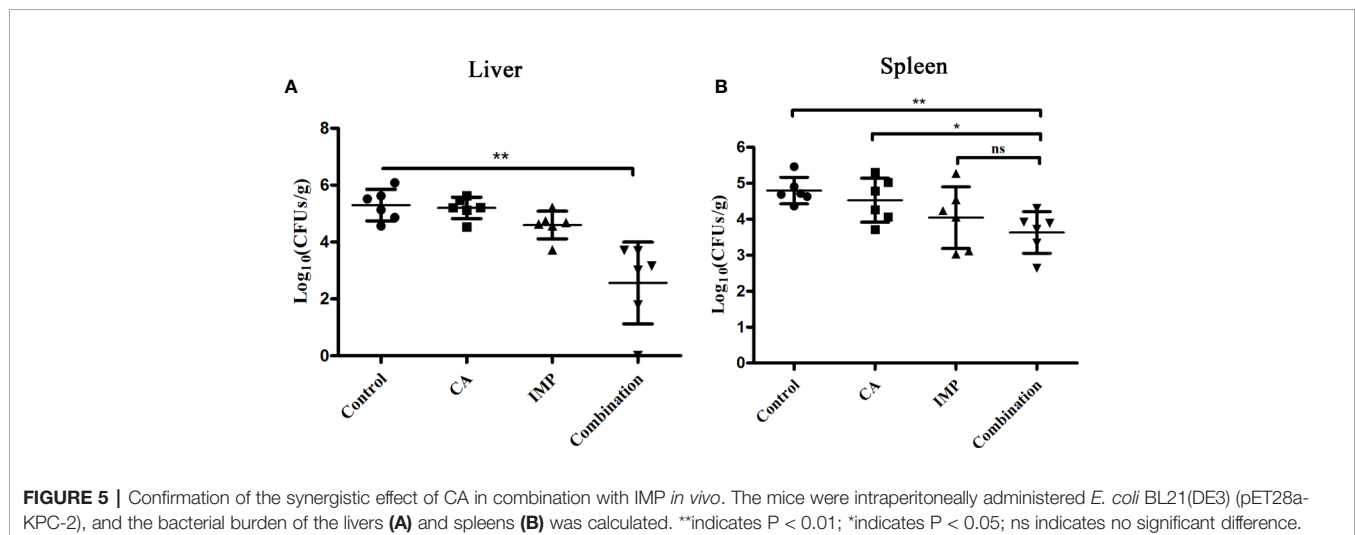 Liver
A
**
8
6
4
2
0
Log10(CFUs/g)
Control
CA
IMP
Combination
Spleen
B
**
*
ns
6
5
4
3
2
1
0
Log10(CFUs/g)
Control
CA
IMP
Combination
FIGURE 5 | Confirmation of the synergistic effect of CA in combination with IMP in vivo. The mice were intraperitoneally administered E. coli BL21(DE3) (pET28a-
KPC-2), and the bacterial burden of the livers (A) and spleens (B) was calculated. **indicates P < 0.01; *indicates P < 0.05; ns indicates no significant difference.